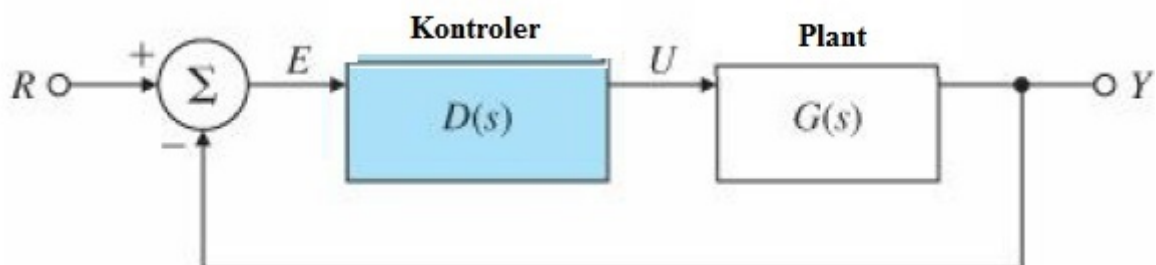 Kontroler
Plant
R + Σ E D(s) U G(s) Y
−